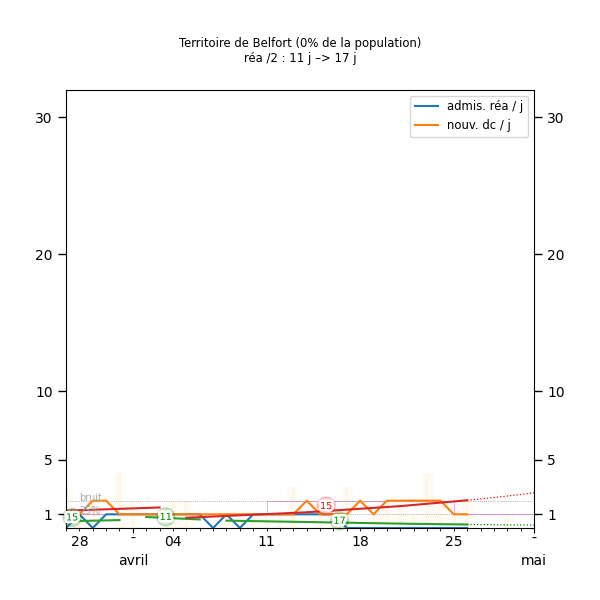 Territoire de Belfort (0% de la population)
réa /2 : 11 j –> 17 j
admis. réa / j
nouv. dc / j
30 30
20 20
10 10
5 5
bruit
15 11 15 17
1 1
28 - 04 11 18 25 -
avril mai